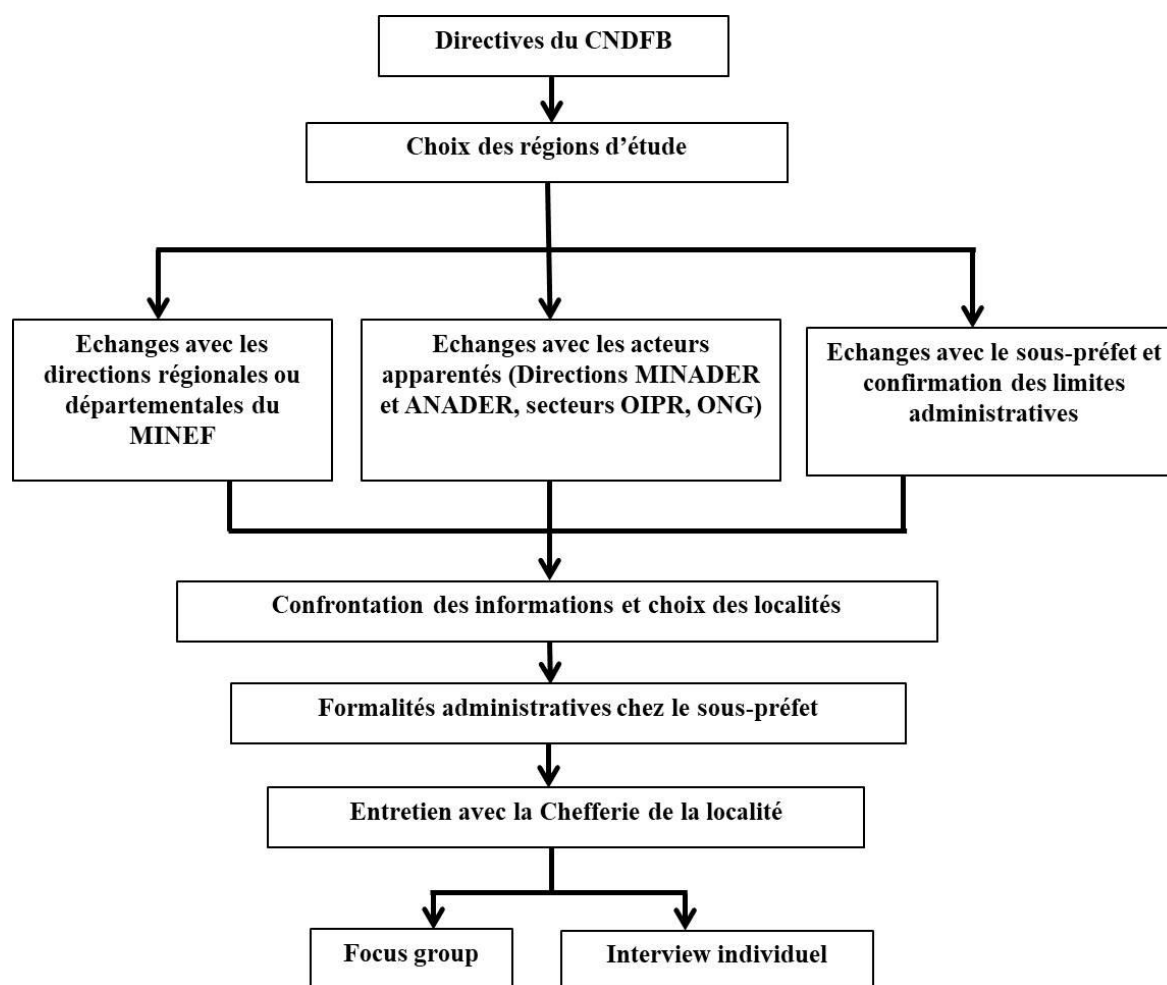 Directives du CNDFB
Choix des régions d’étude
Echanges avec les
directions régionales ou
départementales du
MINEF
Echanges avec les acteurs
apparentés (Directions MINADER
et ANADER, secteurs OIPR, ONG)
Echanges avec le sous-préfet et
confirmation des limites
administratives
Confrontation des informations et choix des localités
Formalités administratives chez le sous-préfet
Entretien avec la Chefferie de la localité
Focus group
Interview individuel